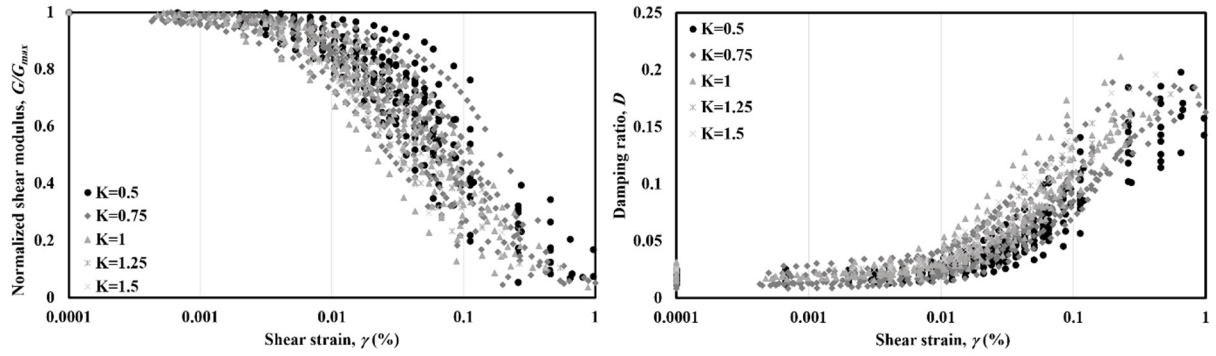 Normalized shear modulus, G/Gmax
1
0.8
0.6
0.4
0.2
0
K=0.5
K=0.75
K=1
K=1.25
K=1.5
0.0001
0.001
0.01
0.1
1
Shear strain, γ (%)
Damping ratio, D
0.25
0.2
0.15
0.1
0.05
0
K=0.5
K=0.75
K=1
K=1.25
K=1.5
0.0001
0.001
0.01
0.1
1
Shear strain, γ (%)